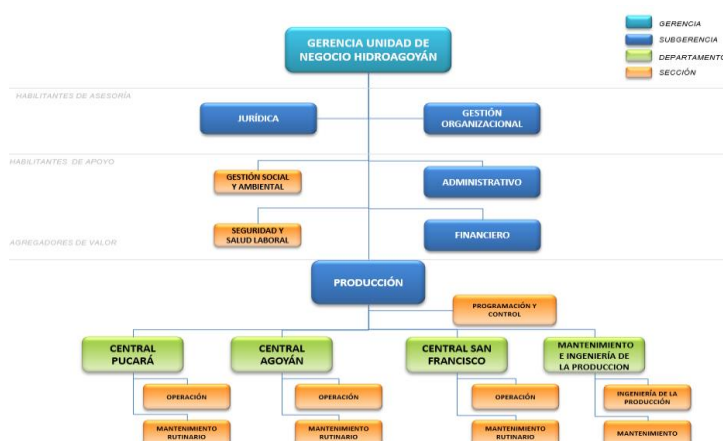 GERENCIA
SUBGERENCIA
DEPARTAMENTO
SECCIÓN
GERENCIA UNIDAD DE
NEGOCIO HIDROAGOYÁN
HABILITANTES DE ASESORÍA
JURÍDICA
GESTIÓN
ORGANIZACIONAL
HABILITANTES DE APOYO
GESTIÓN SOCIAL
Y AMBIENTAL
ADMINISTRATIVO
SEGURIDAD Y
SALUD LABORAL
FINANCIERO
AGREGADORES DE VALOR
PRODUCCIÓN
PROGRAMACIÓN Y
CONTROL
CENTRAL
PUCARÁ
CENTRAL
AGOYÁN
CENTRAL SAN
FRANCISCO
MANTENIMIENTO
E INGENIERÍA DE
LA PRODUCCION
OPERACIÓN
OPERACIÓN
OPERACIÓN
INGENIERÍA DE LA
PRODUCCIÓN
MANTENIMIENTO
RUTINARIO
MANTENIMIENTO
RUTINARIO
MANTENIMIENTO
RUTINARIO
MANTENIMIENTO